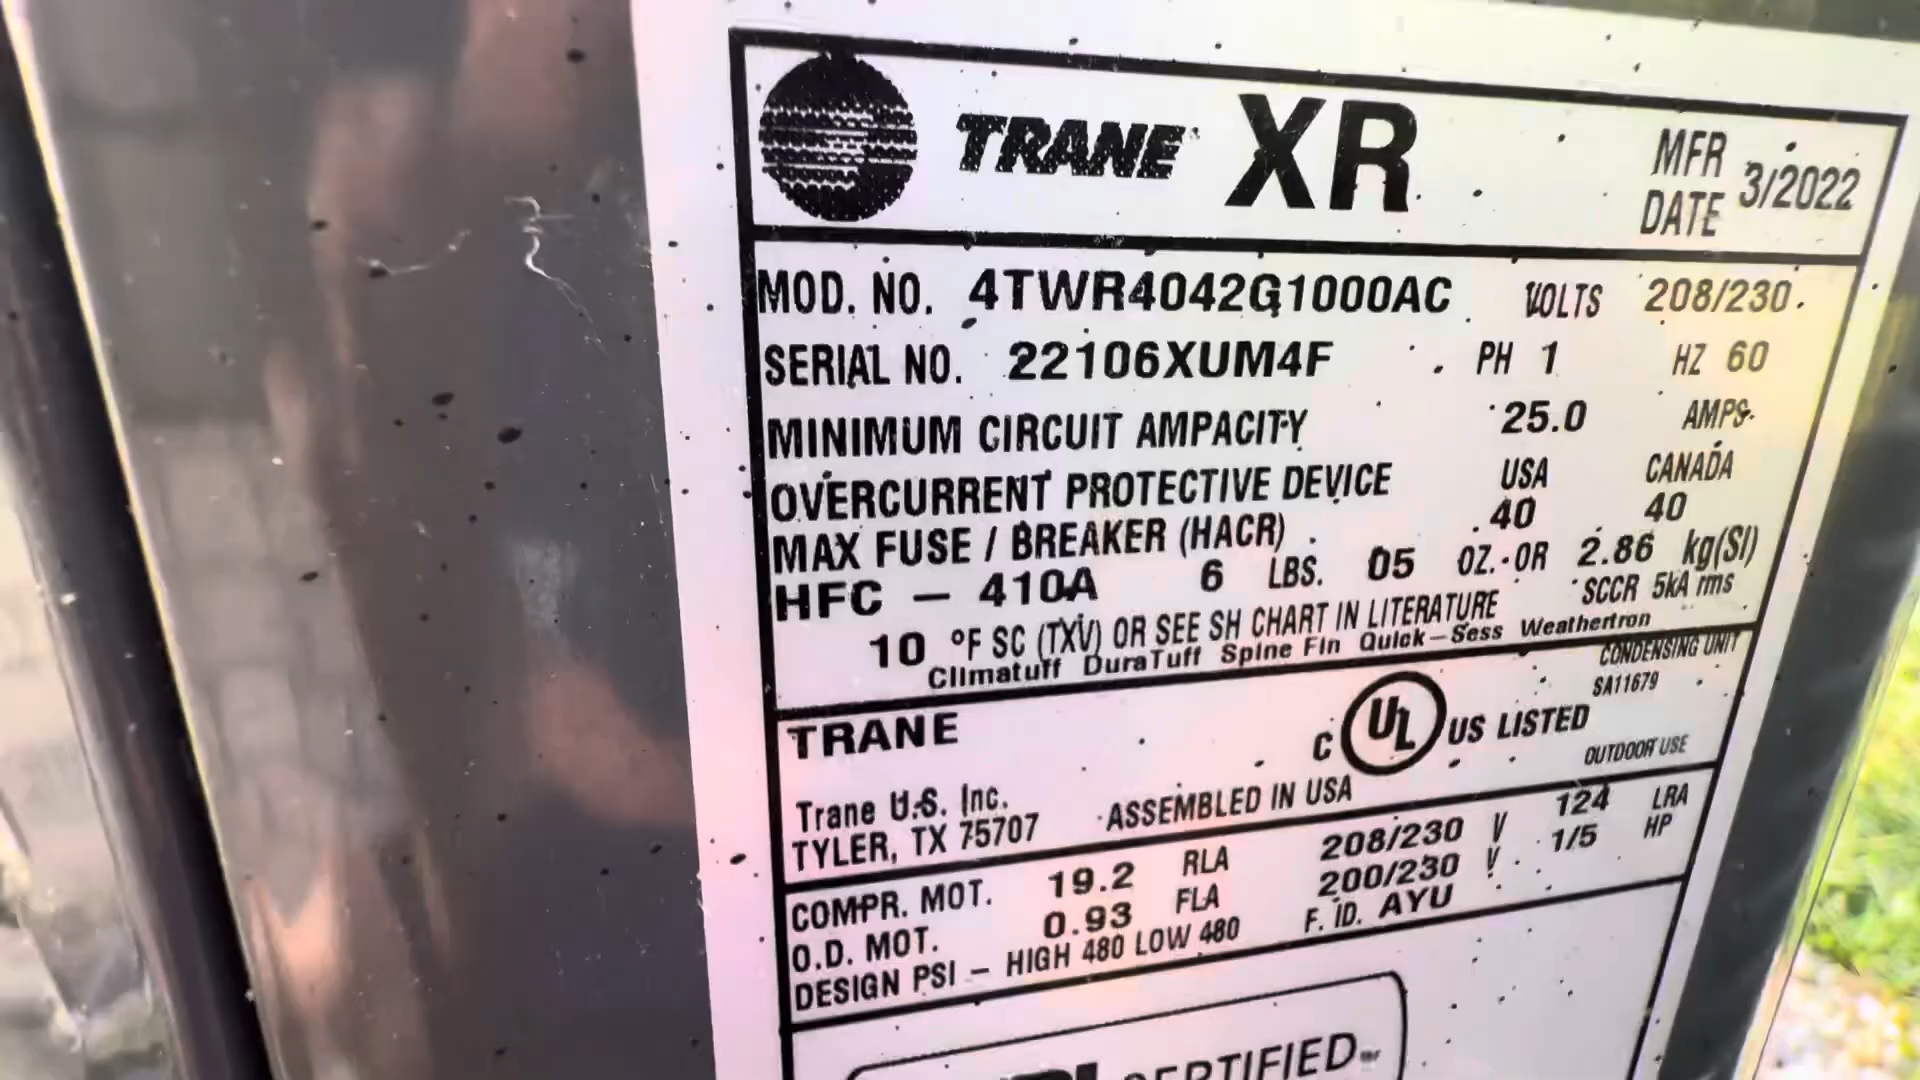 TRANE XR MFR DATE 3/2022
MOD. NO. 4TWR4042G1000AC VOLTS 208/230
SERIAL NO. 22106XUM4F PH 1 HZ 60
MINIMUM CIRCUIT AMPACITY 25.0 AMPS
OVERCURRENT PROTECTIVE DEVICE USA CANADA
MAX FUSE / BREAKER (HACR) 40 40
HFC - 410A 6 LBS. 05 OZ. OR 2.86 kg(SI)
10 °F SC (TXV) OR SEE SH CHART IN LITERATURE SCCR 5kA rms
Climatuff DuraTuff Spine Fin Quick-Sess Weathertron
CONDENSING UNIT
SA11679
TRANE C UL US LISTED
OUTDOOR USE
Trane U.S. Inc.
TYLER, TX 75707 ASSEMBLED IN USA
COMPR. MOT. 19.2 RLA 208/230 V 124 LRA
O.D. MOT. 0.93 FLA 200/230 V 1/5 HP
DESIGN PSI - HIGH 480 LOW 480 F. ID. AYU
CERTIFIED